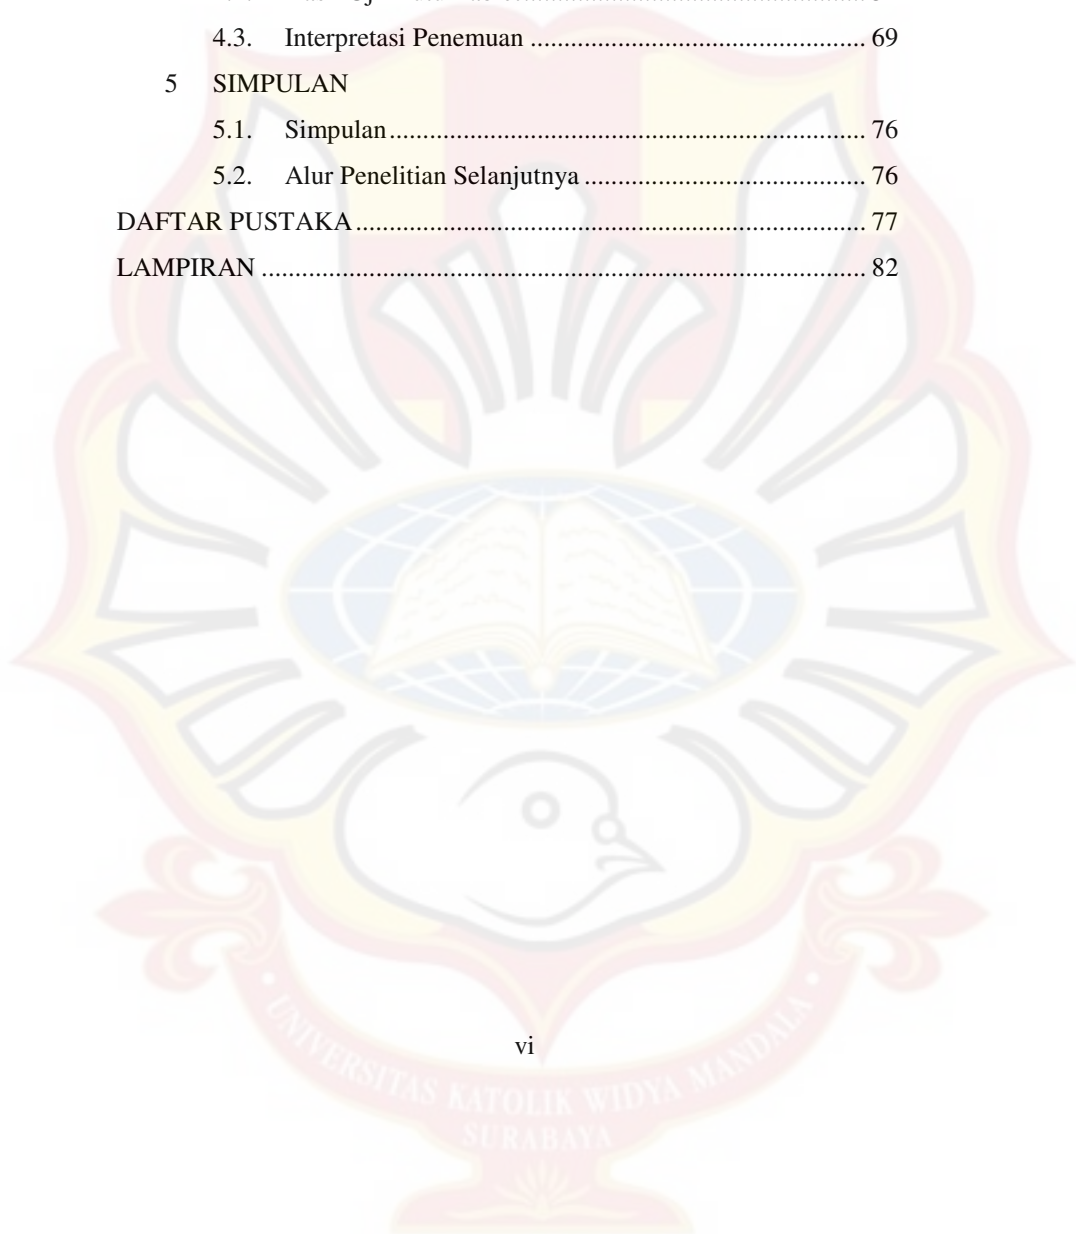 4.3. Interpretasi Penemuan ........................................................ 69
5 SIMPULAN
5.1. Simpulan ........................................................................ 76
5.2. Alur Penelitian Selanjutnya .......................................... 76
DAFTAR PUSTAKA ............................................................................ 77
LAMPIRAN .......................................................................................... 82
vi
UNIVERSITAS KATOLIK WIDYA MANDALA
SURABAYA